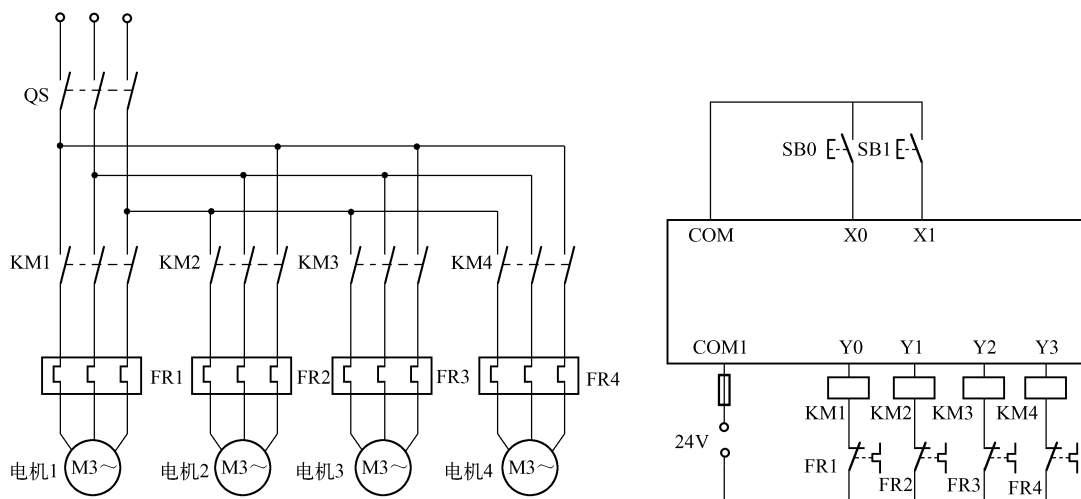 QS
KM1
KM2
KM3
KM4
FR1
FR2
FR3
FR4
电机1
M3～
电机2
M3～
电机3
M3～
电机4
M3～
SB0
SB1
COM
X0
X1
COM1
Y0
Y1
Y2
Y3
KM1
KM2
KM3
KM4
24V
FR1
FR2
FR3
FR4